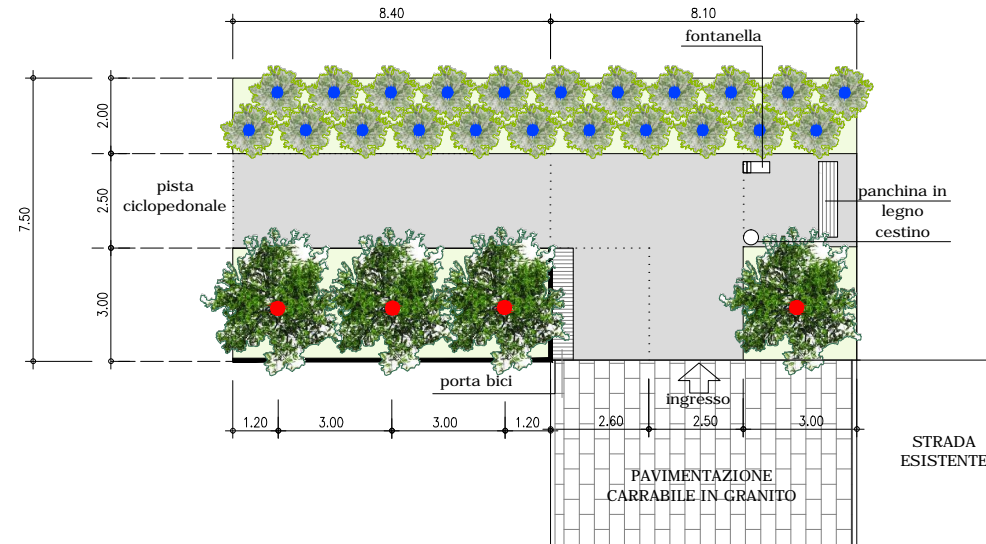 8.40
8.10
fontanella
2.00
7.50
pista
ciclopedonale
2.50
panchina in
legno
cestino
3.00
porta bici
ingresso
1.20
3.00
3.00
1.20
2.60
2.50
3.00
STRADA
ESISTENTE
PAVIMENTAZIONE
CARRABILE IN GRANITO